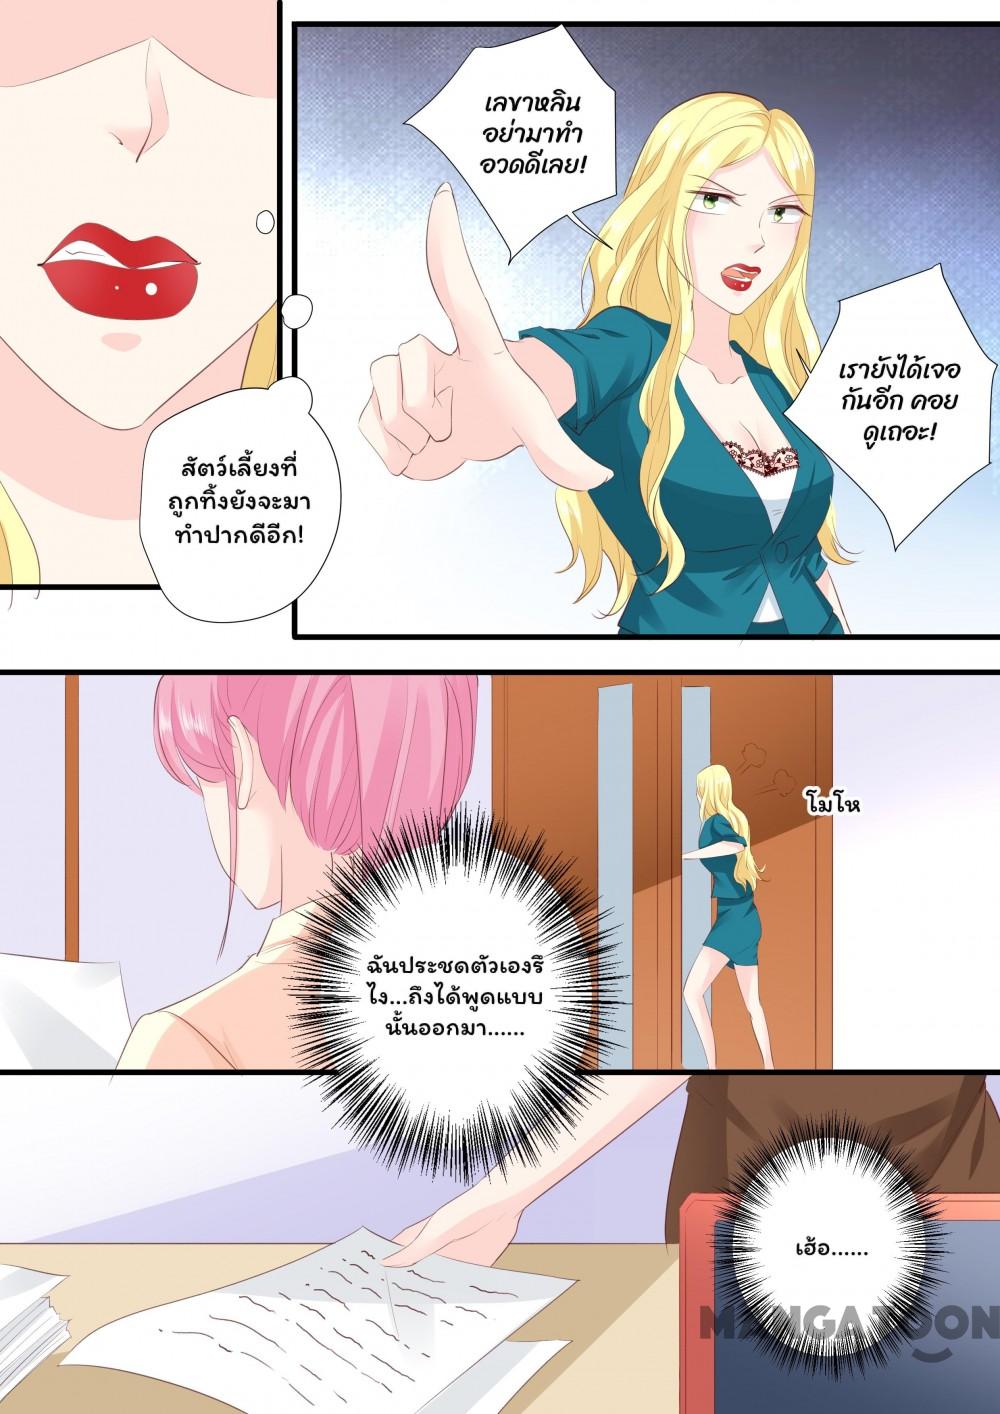 เลขาหลิน
อย่ามาทำ
อวดดีเลย!
เรายังได้เจอ
กันอีก คอย
ดูเถอะ!
สัตว์เลี้ยงที่
ถูกทิ้งยังจะมา
ทำปากดีอีก!
โมโห
ฉันประชดตัวเองรึ
ไง...ถึงได้พูดแบบ
นั้นออกมา......
เฮ้อ......
MANGATOON